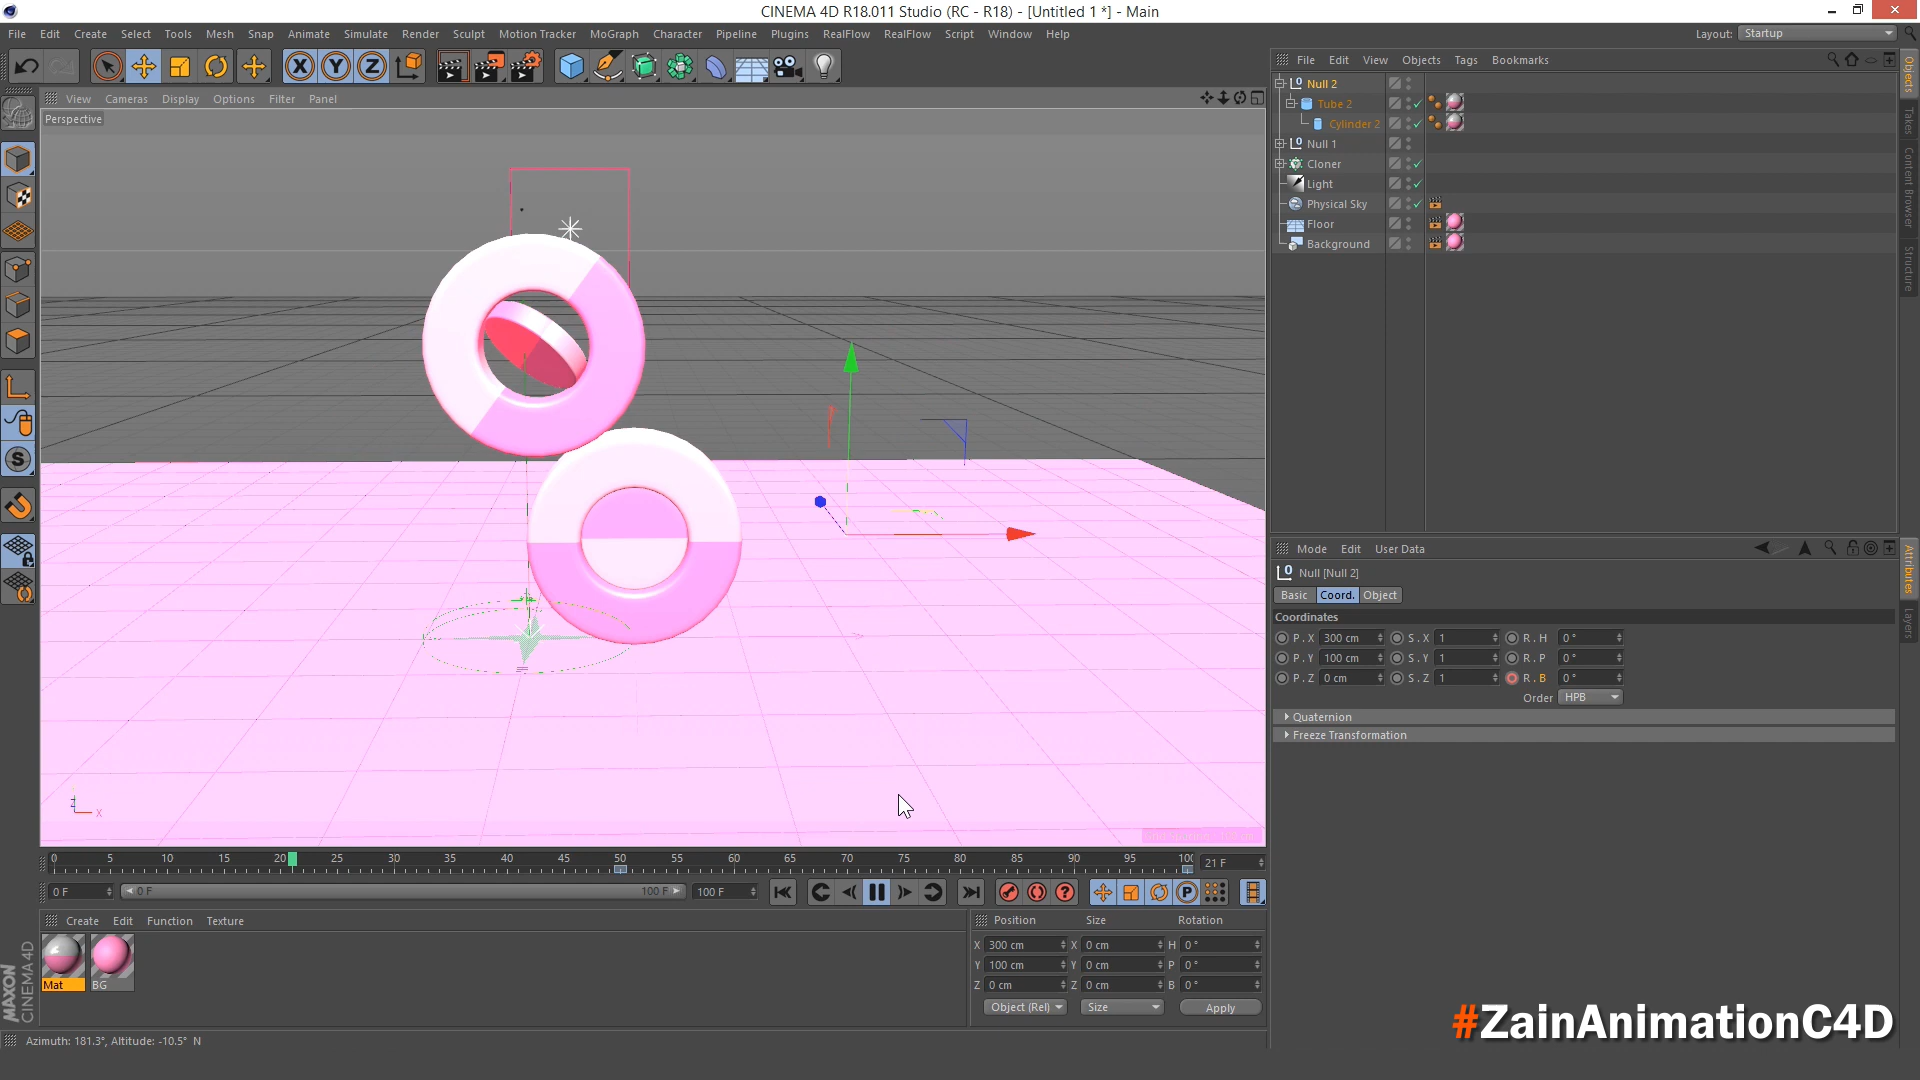 CINEMA 4D R18.011 Studio (RC - R18) - [Untitled 1 *] - Main
File Edit Create Select Tools Mesh Snap Animate Simulate Render Sculpt Motion Tracker MoGraph Character Pipeline Plugins RealFlow RealFlow Script Window Help Layout: Startup
X Y Z
View Cameras Display Options Filter Panel
Perspective
File Edit View Objects Tags Bookmarks
Null 2
Tube 2
Cylinder 2
Null 1
Cloner
Light
Physical Sky
Floor
Background
Objects
Takes
Content Browser
Structure
Mode Edit User Data
Null [Null 2]
Basic Coord. Object
Coordinates
P . X 300 cm S . X 1 R . H 0 °
P . Y 100 cm S . Y 1 R . P 0 °
P . Z 0 cm S . Z 1 R . B 0 °
Order HPB
Quaternion
Freeze Transformation
Attributes
Layers
Z X
0 5 10 15 20 25 30 35 40 45 50 55 60 65 70 75 80 85 90 95 100 21 F
0 F 0 F 100 F 100 F
Create Edit Function Texture
Mat BG
Position Size Rotation
X 300 cm X 0 cm H 0 °
Y 100 cm Y 0 cm P 0 °
Z 0 cm Z 0 cm B 0 °
Object (Rel) Size Apply
MAXON CINEMA 4D
Azimuth: 181.3°, Altitude: -10.5° N
#ZainAnimationC4D